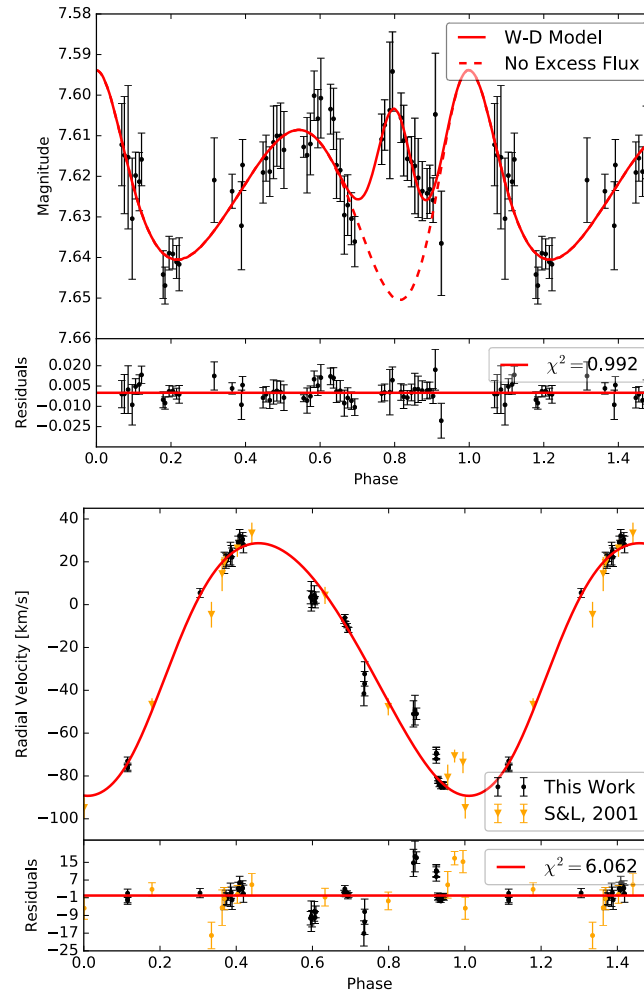 7.58
7.59
7.60
7.61
7.62
7.63
7.64
7.65
7.66
Magnitude
W-D Model
No Excess Flux
0.020
0.005
−0.010
−0.025
Residuals
χ² = 0.992
0.0 0.2 0.4 0.6 0.8 1.0 1.2 1.4
Phase
40
20
0
−20
−40
−60
−80
−100
Radial Velocity [km/s]
This Work
S&L, 2001
15
7
−1
−9
−17
−25
Residuals
χ² = 6.062
0.0 0.2 0.4 0.6 0.8 1.0 1.2 1.4
Phase